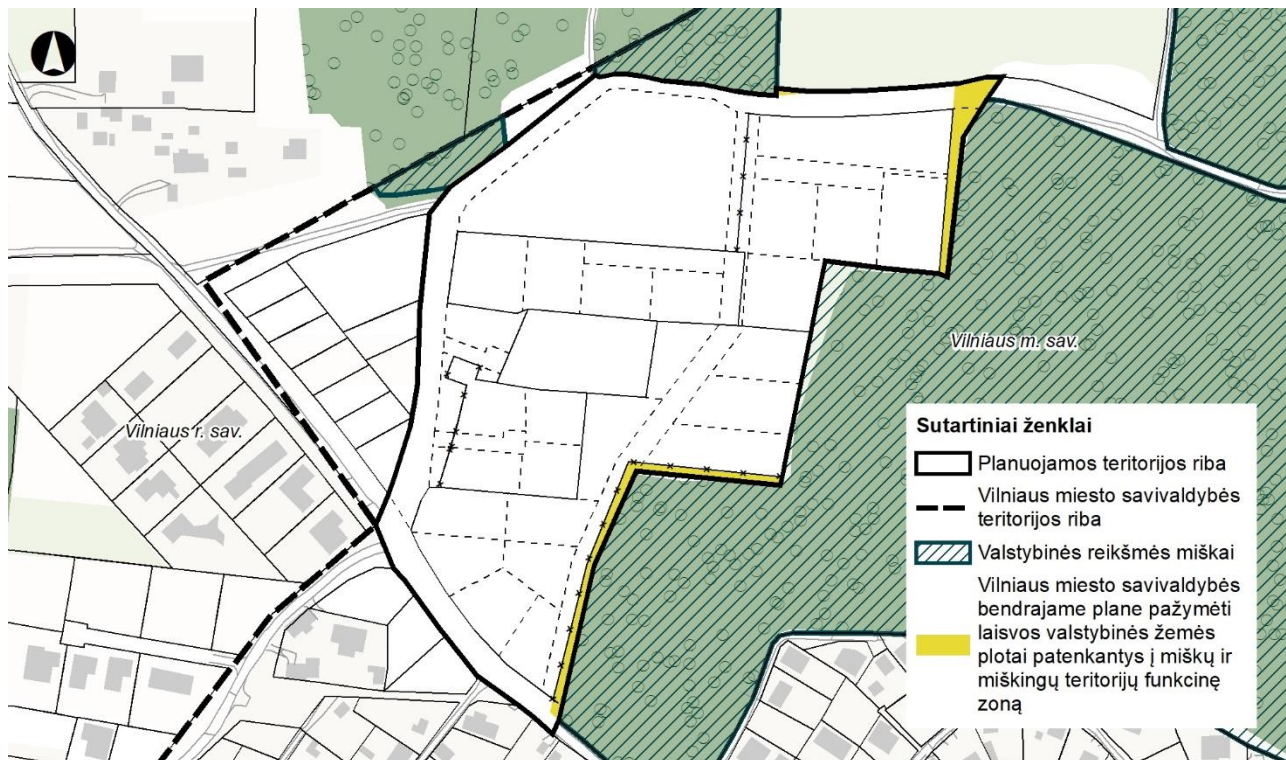 Vilniaus m. sav.
Vilniaus r. sav.
Sutartiniai ženklai
Planuojamos teritorijos riba
Vilniaus miesto savivaldybės
teritorijos riba
Valstybinės reikšmės miškai
Vilniaus miesto savivaldybės
bendrajame plane pažymėti
laisvos valstybinės žemės
plotai patenkantys į miškų ir
miškingų teritorijų funkcinę
zoną